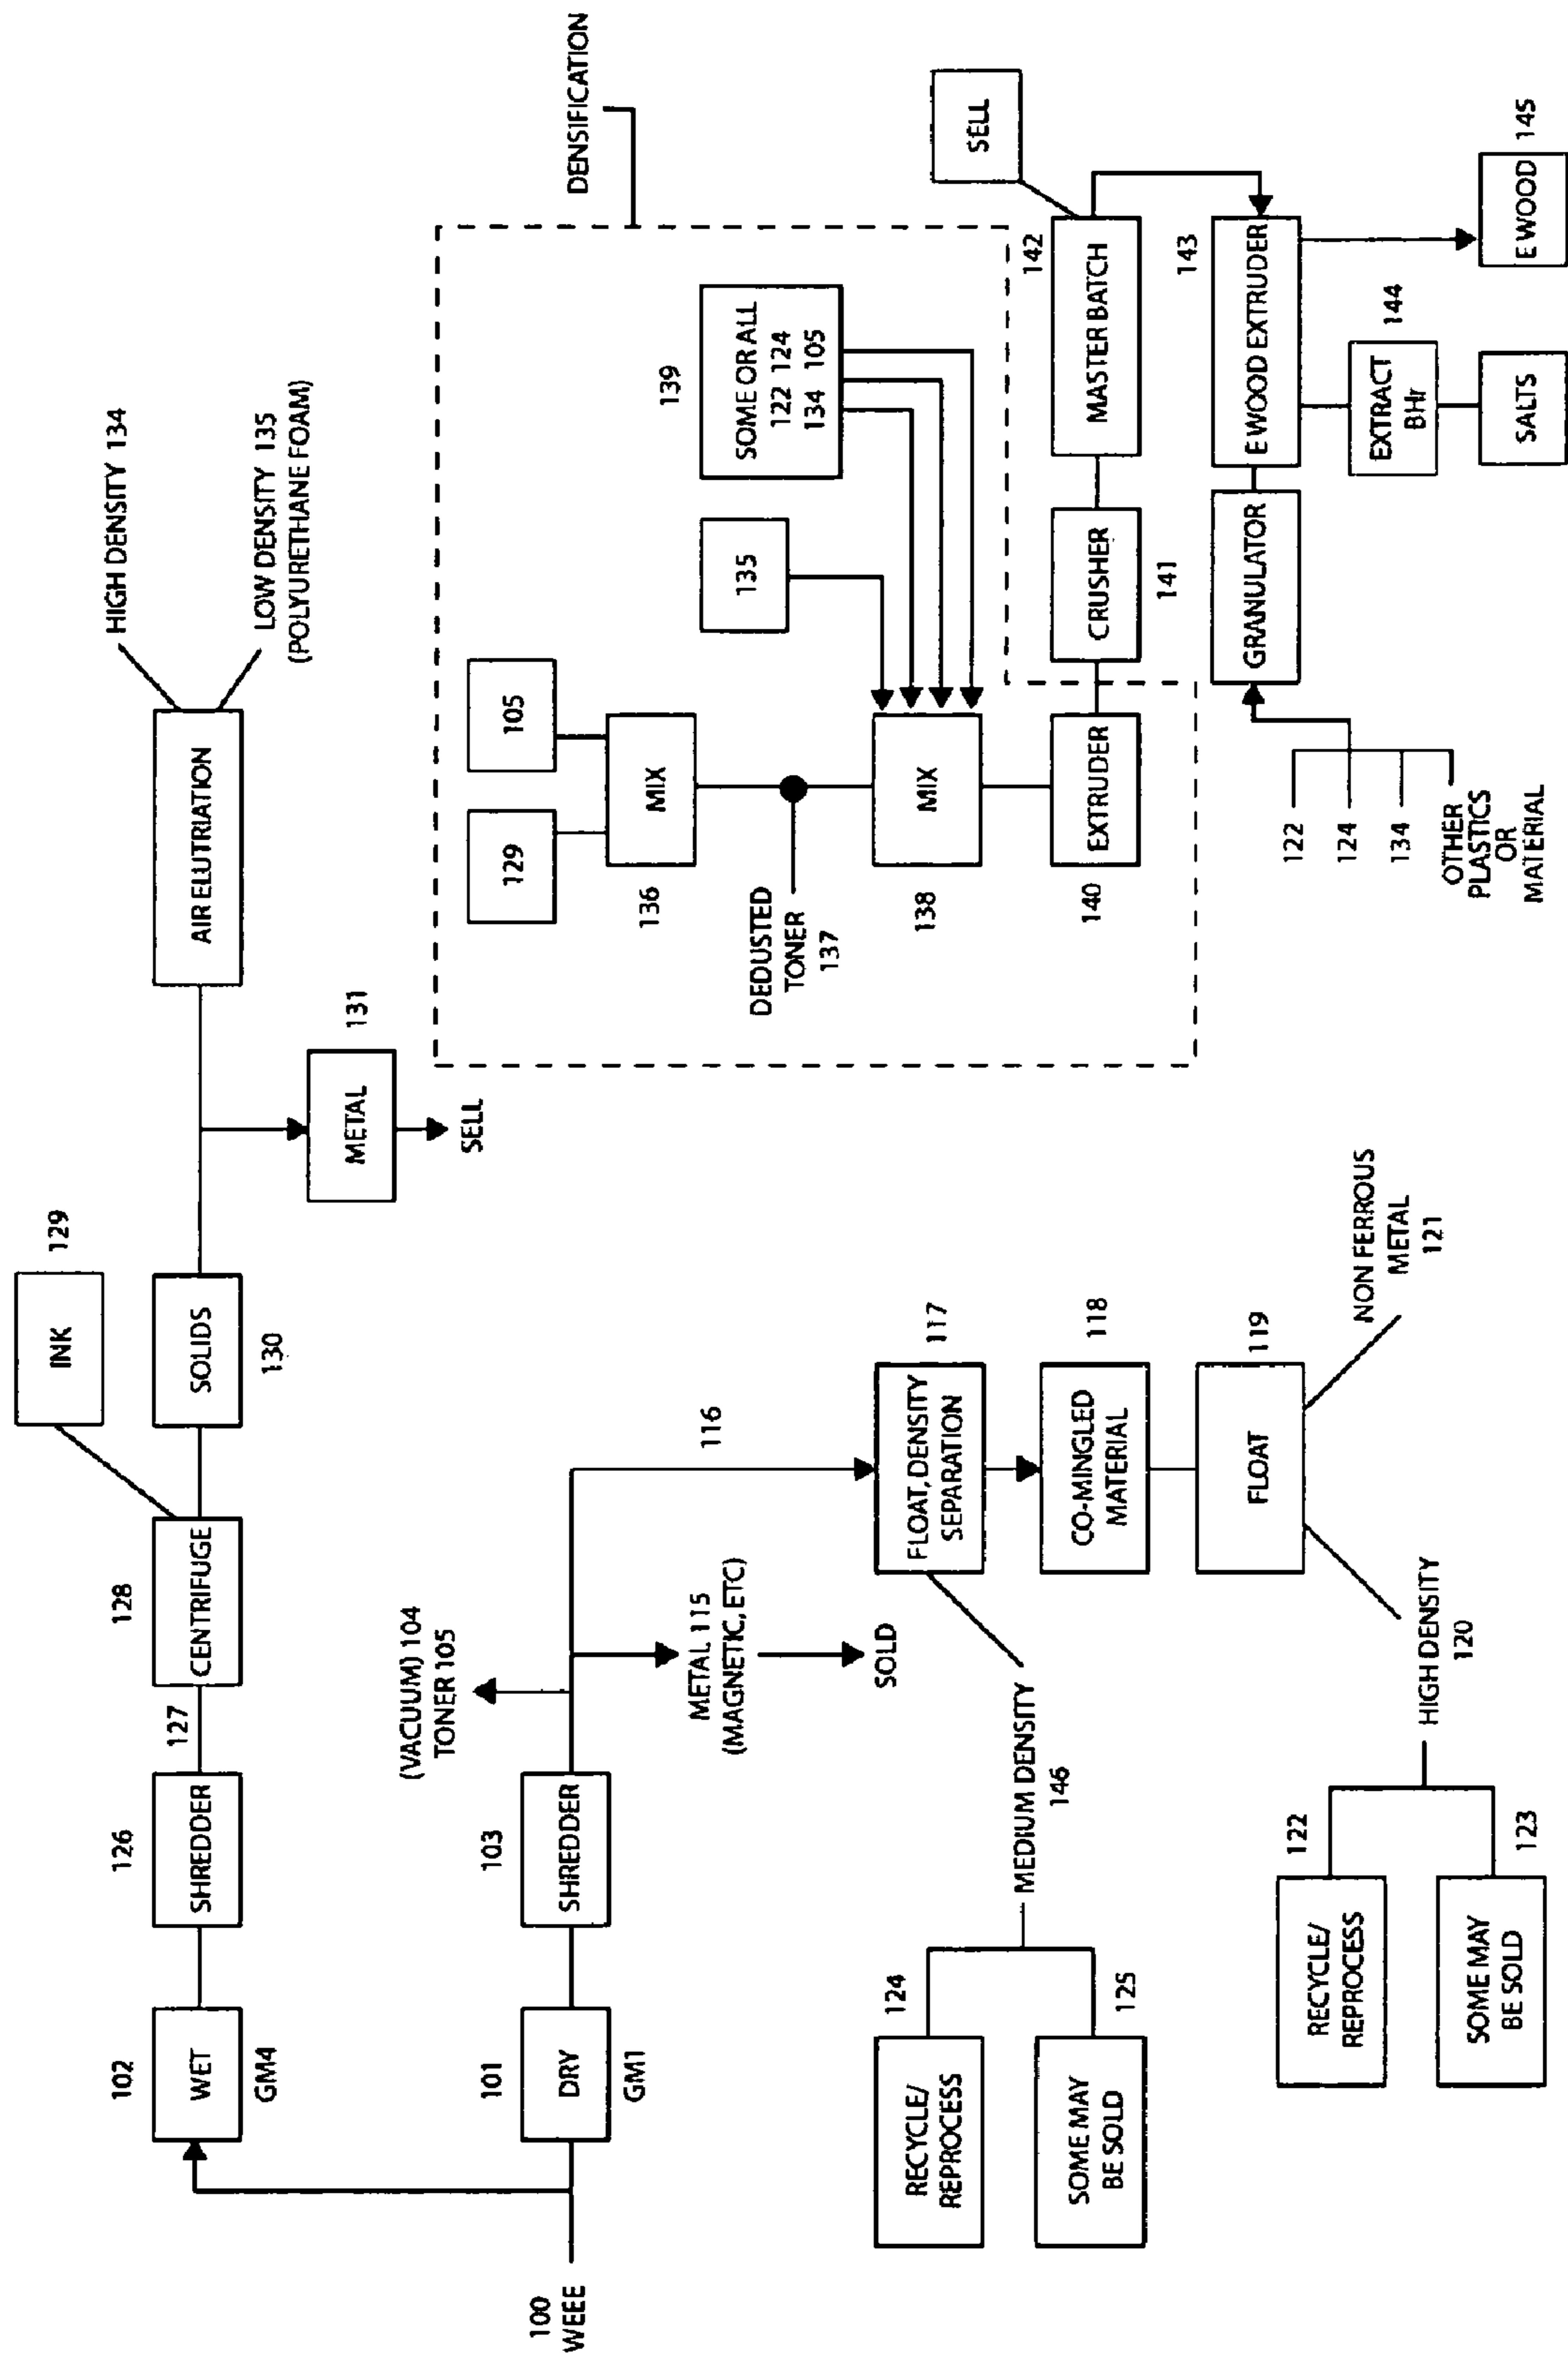 100
WEEE
102
WET
GM4
126
SHREDDER
127
128
CENTRIFUGE
INK
129
SOLIDS
130
METAL
131
SELL
AIR ELUTRIATION
HIGH DENSITY 134
LOW DENSITY 135
(POLYURETHANE FOAM)
101
DRY
GM1
103
SHREDDER
(VACUUM) 104
TONER 105
METAL 115
(MAGNETIC, ETC)
SOLD
116
FLOAT, DENSITY
SEPARATION
117
CO-MINGLED
MATERIAL
118
FLOAT
119
NON FERROUS
METAL
121
HIGH DENSITY
120
122
RECYCLE/
REPROCESS
123
SOME MAY
BE SOLD
MEDIUM DENSITY
146
124
RECYCLE/
REPROCESS
125
SOME MAY
BE SOLD
DENSIFICATION
129
105
MIX
136
DEDUSTED
TONER
137
135
139
SOME OR ALL
122 124
134 105
MIX
138
EXTRUDER
140
CRUSHER
141
MASTER BATCH
142
SELL
122
124
134
OTHER
PLASTICS
OR
MATERIAL
GRANULATOR
E WOOD EXTRUDER
143
EXTRACT
BHr
144
SALTS
E WOOD
145